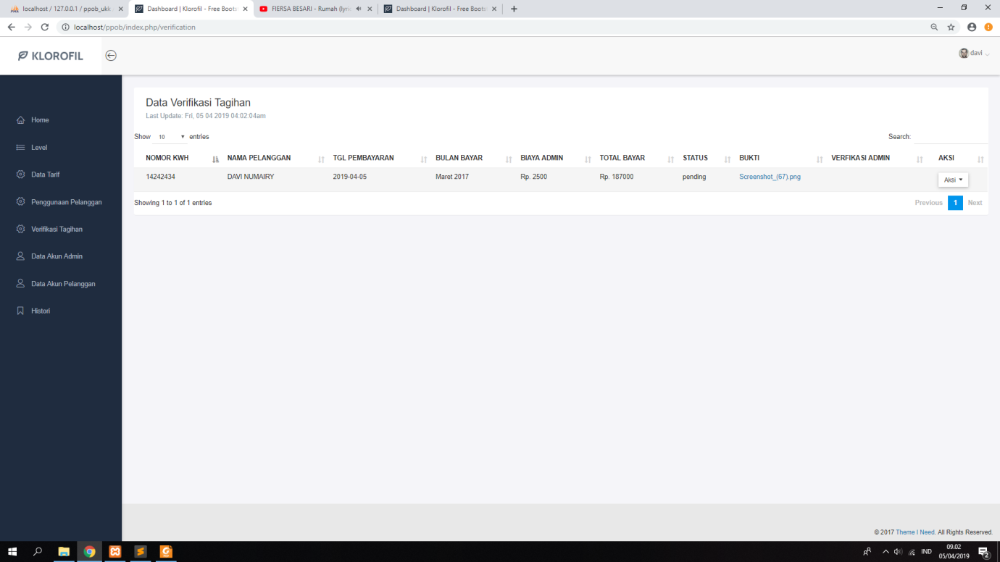 localhost / 127.0.0.1 / ppob_ukk
Dashboard | Klorofil - Free Boots
FIERSA BESARI - Rumah (lyri
Dashboard | Klorofil - Free Boots
localhost/ppob/index.php/verification
KLOROFIL
davi
Home
Level
Data Tarif
Penggunaan Pelanggan
Verifikasi Tagihan
Data Akun Admin
Data Akun Pelanggan
Histori
Data Verifikasi Tagihan
Last Update: Fri, 05 04 2019 04:02:04am
Show 10 entries
Search:
NOMOR KWH NAMA PELANGGAN TGL PEMBAYARAN BULAN BAYAR BIAYA ADMIN TOTAL BAYAR STATUS BUKTI VERFIKASI ADMIN AKSI
14242434 DAVI NUMAIRY 2019-04-05 Maret 2017 Rp. 2500 Rp. 187000 pending Screenshot_(67).png Aksi
Showing 1 to 1 of 1 entries
Previous 1 Next
© 2017 Theme I Need. All Rights Reserved.
IND
09.02
05/04/2019
2